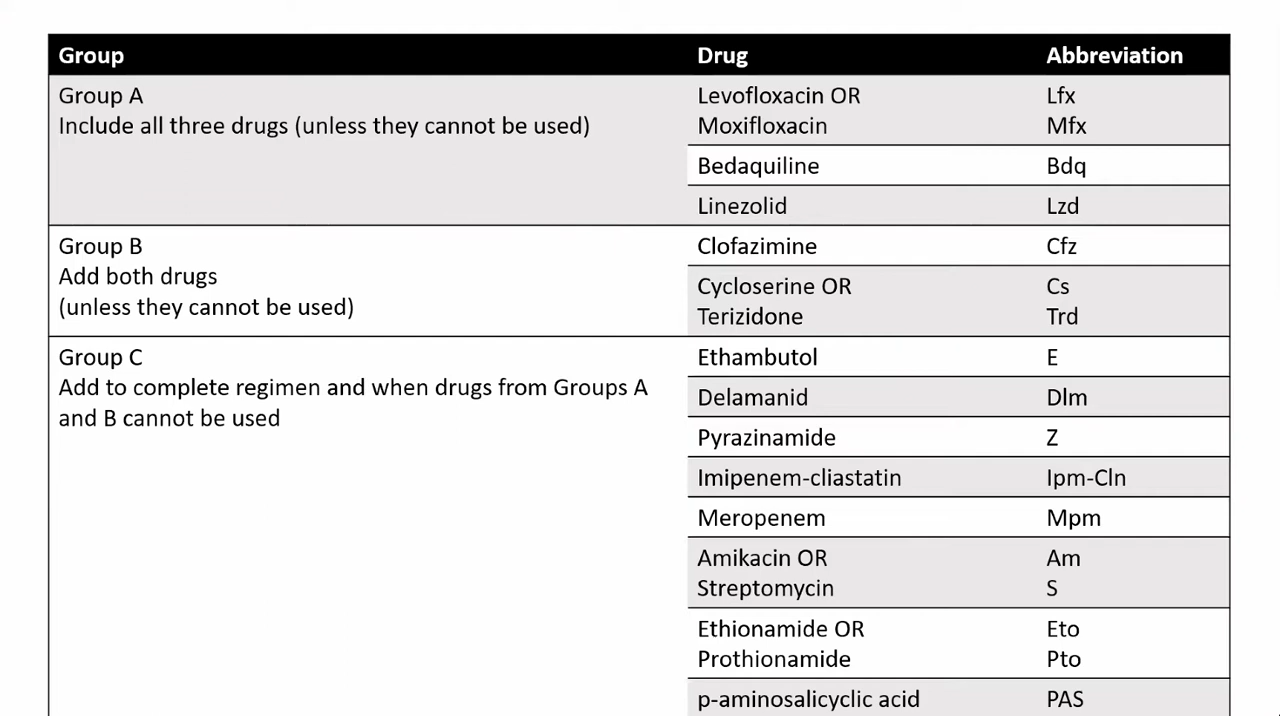 Group Drug Abbreviation
Group A
Include all three drugs (unless they cannot be used)
Levofloxacin OR Lfx
Moxifloxacin Mfx
Bedaquiline Bdq
Linezolid Lzd
Group B
Add both drugs
(unless they cannot be used)
Clofazimine Cfz
Cycloserine OR Cs
Terizidone Trd
Group C
Add to complete regimen and when drugs from Groups A
and B cannot be used
Ethambutol E
Delamanid Dlm
Pyrazinamide Z
Imipenem-cliastatin Ipm-Cln
Meropenem Mpm
Amikacin OR Am
Streptomycin S
Ethionamide OR Eto
Prothionamide Pto
p-aminosalicyclic acid PAS